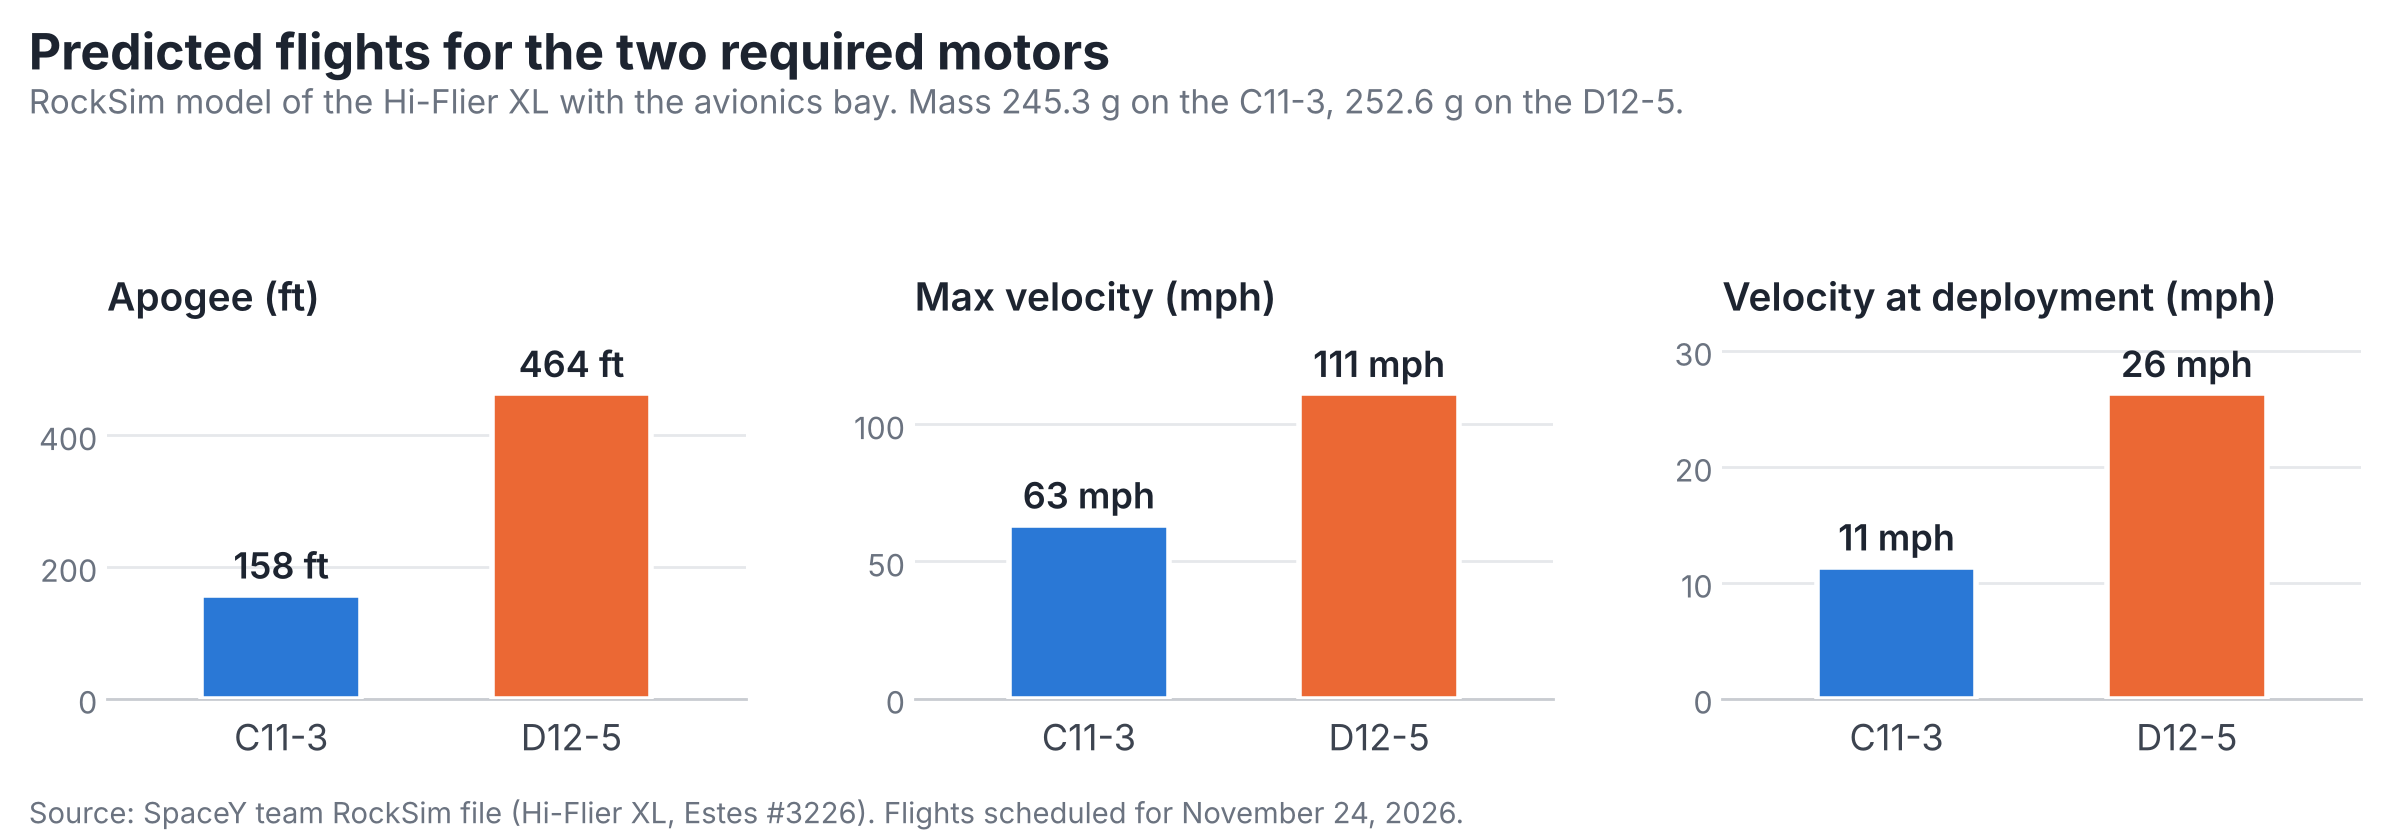 Predicted flights for the two required motors
RockSim model of the Hi-Flier XL with the avionics bay. Mass 245.3 g on the C11-3, 252.6 g on the D12-5.
Apogee (ft)
464 ft
400
158 ft
200
0
C11-3 D12-5
Max velocity (mph)
111 mph
100
63 mph
50
0
C11-3 D12-5
Velocity at deployment (mph)
30
26 mph
20
11 mph
10
0
C11-3 D12-5
Source: SpaceY team RockSim file (Hi-Flier XL, Estes #3226). Flights scheduled for November 24, 2026.